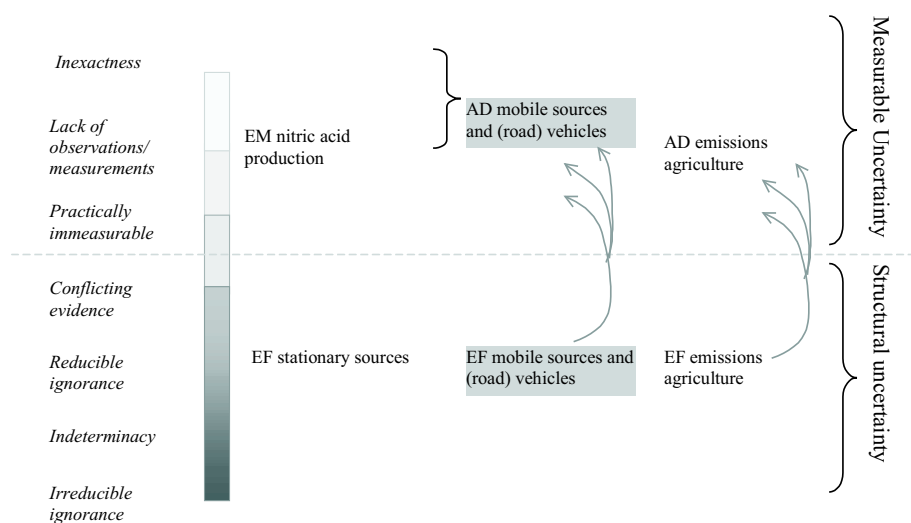 Inexactness
Lack of
observations/
measurements
Practically
immeasurable
Conflicting
evidence
Reducible
ignorance
Indeterminacy
Irreducible
ignorance
EM nitric acid
production
EF stationary sources
AD mobile sources
and (road) vehicles
EF mobile sources and
(road) vehicles
AD emissions
agriculture
EF emissions
agriculture
Measurable Uncertainty
Structural uncertainty